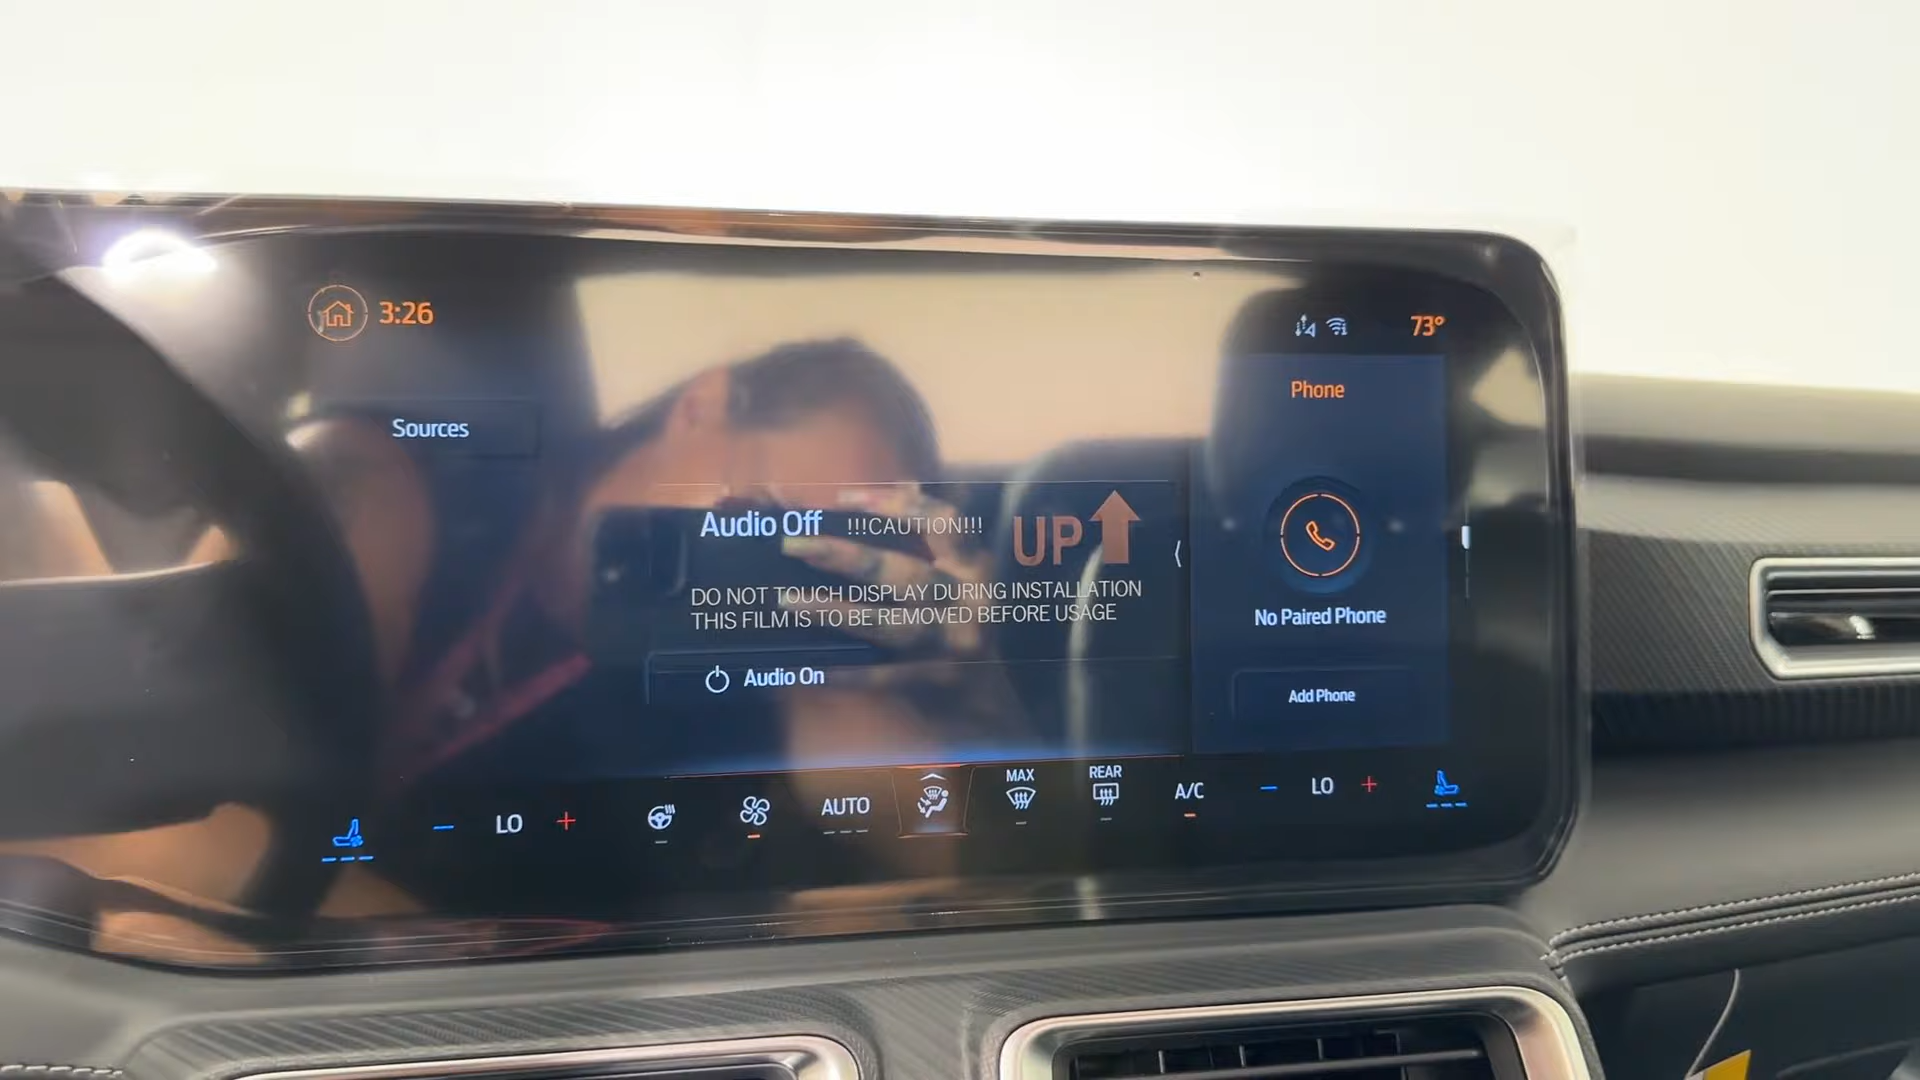 3:26
73°
Sources
Phone
Audio Off
!!!CAUTION!!!
UP
DO NOT TOUCH DISPLAY DURING INSTALLATION
THIS FILM IS TO BE REMOVED BEFORE USAGE
No Paired Phone
Audio On
Add Phone
LO
AUTO
MAX
REAR
A/C
LO